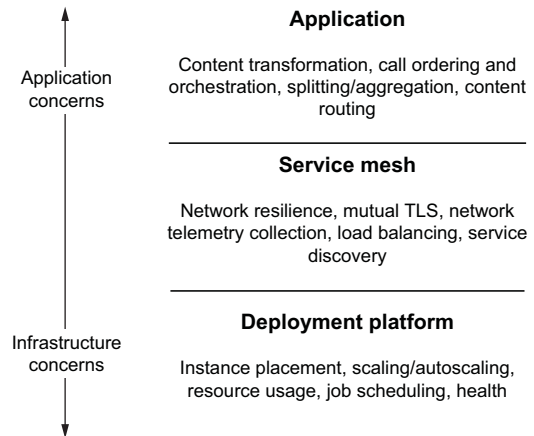 Application
Content transformation, call ordering and
orchestration, splitting/aggregation, content
routing
Application
concerns
Service mesh
Network resilience, mutual TLS, network
telemetry collection, load balancing, service
discovery
Deployment platform
Infrastructure
concerns
Instance placement, scaling/autoscaling,
resource usage, job scheduling, health